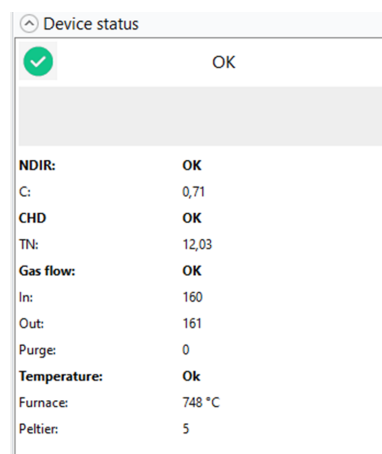 Device status
OK
NDIR: OK
C: 0,71
CHD OK
TN: 12,03
Gas flow: OK
In: 160
Out: 161
Purge: 0
Temperature: Ok
Furnace: 748 °C
Peltier: 5